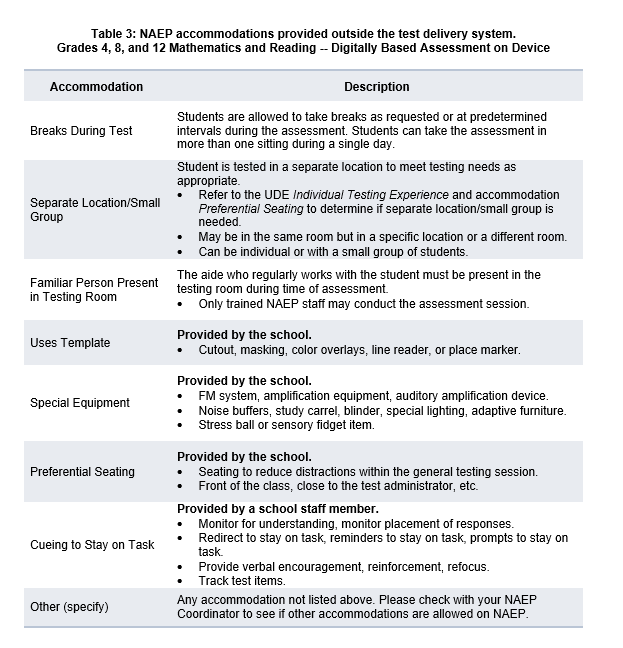 Table 3: NAEP accommodations provided outside the test delivery system.
Grades 4, 8, and 12 Mathematics and Reading -- Digitally Based Assessment on Device
Accommodation
Description
Breaks During Test
Students are allowed to take breaks as requested or at predetermined
intervals during the assessment. Students can take the assessment in
more than one sitting during a single day.
Separate Location/Small
Group
Student is tested in a separate location to meet testing needs as
appropriate.
• Refer to the UDE Individual Testing Experience and accommodation
Preferential Seating to determine if separate location/small group is
needed.
• May be in the same room but in a specific location or a different room.
• Can be individual or with a small group of students.
Familiar Person Present
in Testing Room
The aide who regularly works with the student must be present in the
testing room during time of assessment.
• Only trained NAEP staff may conduct the assessment session.
Uses Template
Provided by the school.
• Cutout, masking, color overlays, line reader, or place marker.
Special Equipment
Provided by the school.
• FM system, amplification equipment, auditory amplification device.
• Noise buffers, study carrel, blinder, special lighting, adaptive furniture.
• Stress ball or sensory fidget item.
Preferential Seating
Provided by the school.
• Seating to reduce distractions within the general testing session.
• Front of the class, close to the test administrator, etc.
Cueing to Stay on Task
Provided by a school staff member.
• Monitor for understanding, monitor placement of responses.
• Redirect to stay on task, reminders to stay on task, prompts to stay on
task.
• Provide verbal encouragement, reinforcement, refocus.
• Track test items.
Other (specify)
Any accommodation not listed above. Please check with your NAEP
Coordinator to see if other accommodations are allowed on NAEP.